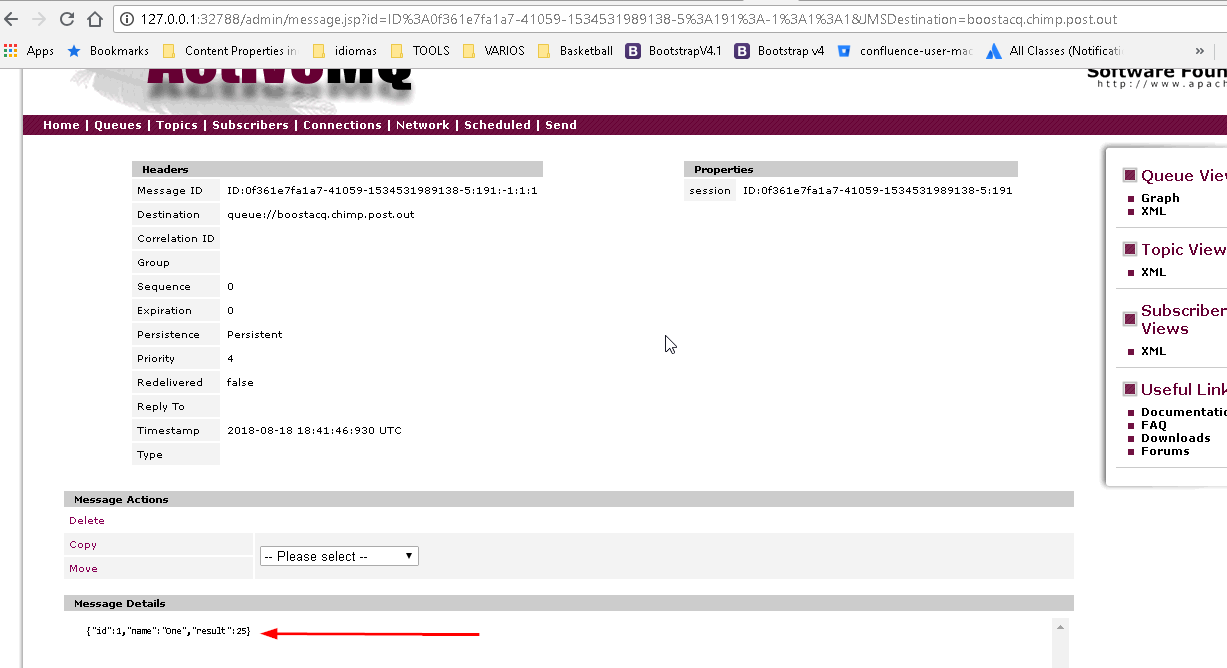 127.0.0.1:32788/admin/message.jsp?id=ID%3A0f361e7fa1a7-41059-1534531989138-5%3A191%3A-1%3A1%3A1&JMSDestination=boostacq.chimp.post.out
Apps Bookmarks Content Properties in idiomas TOOLS VARIOS Basketball BootstrapV4.1 Bootstrap v4 confluence-user-mac All Classes (Notificati »
ActiveMQ
Software Foun
http://www.apach
Home | Queues | Topics | Subscribers | Connections | Network | Scheduled | Send
Headers
Message ID ID:0f361e7fa1a7-41059-1534531989138-5:191:-1:1:1
Destination queue://boostacq.chimp.post.out
Correlation ID
Group
Sequence 0
Expiration 0
Persistence Persistent
Priority 4
Redelivered false
Reply To
Timestamp 2018-08-18 18:41:46:930 UTC
Type
Properties
session ID:0f361e7fa1a7-41059-1534531989138-5:191
Queue Vie
Graph
XML
Topic View
XML
Subscriber
Views
XML
Useful Link
Documentatio
FAQ
Downloads
Forums
Message Actions
Delete
Copy
Move
-- Please select --
Message Details
{"id":1,"name":"One","result":25}